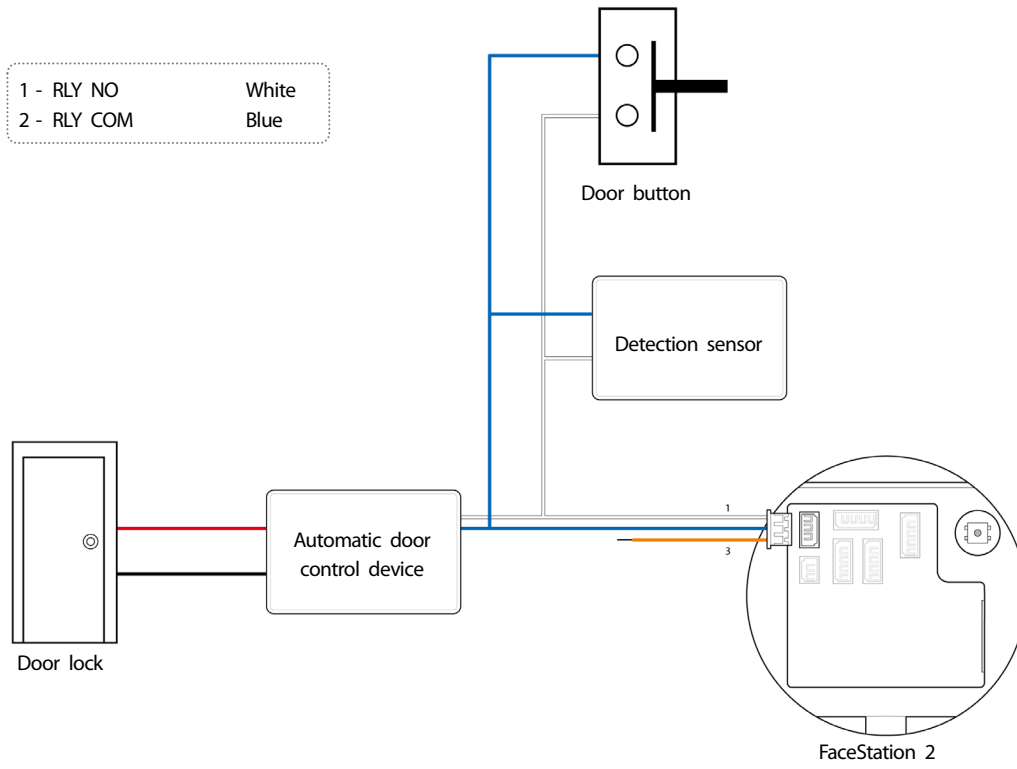 1 - RLY NO White
2 - RLY COM Blue
Door button
Detection sensor
1
Automatic door
control device
3
Door lock
FaceStation 2